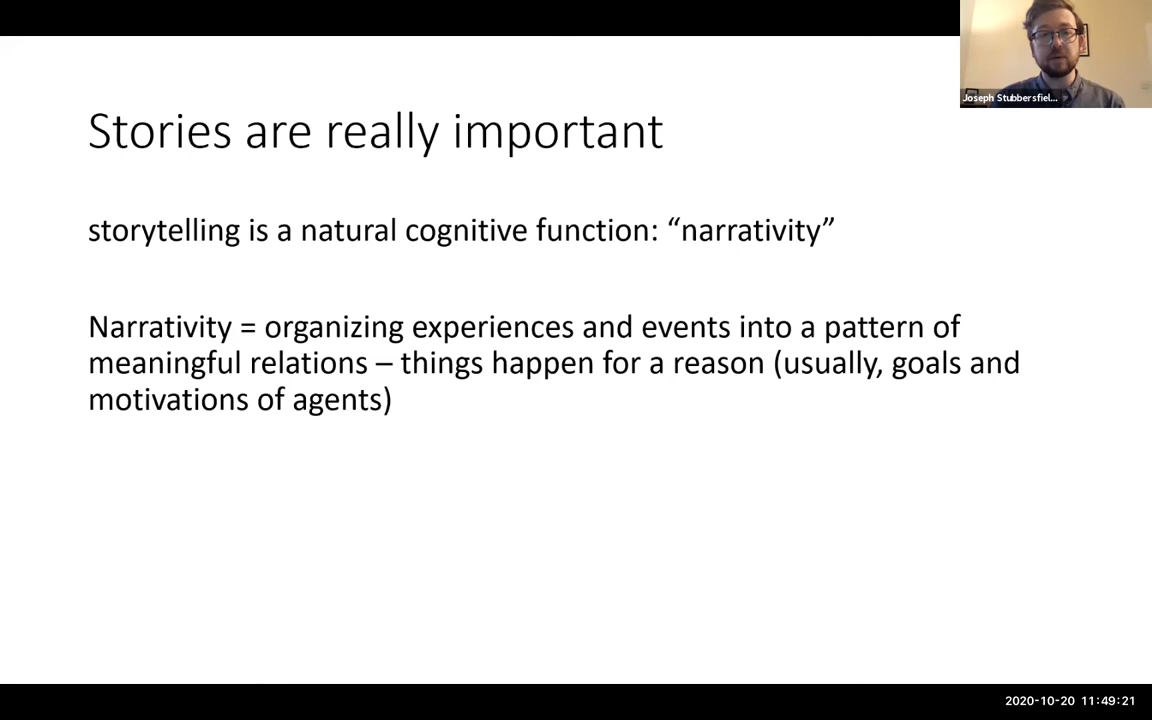 Joseph Stubbersfiel...
Stories are really important
storytelling is a natural cognitive function: “narrativity”
Narrativity = organizing experiences and events into a pattern of
meaningful relations – things happen for a reason (usually, goals and
motivations of agents)
2020-10-20 11:49:21